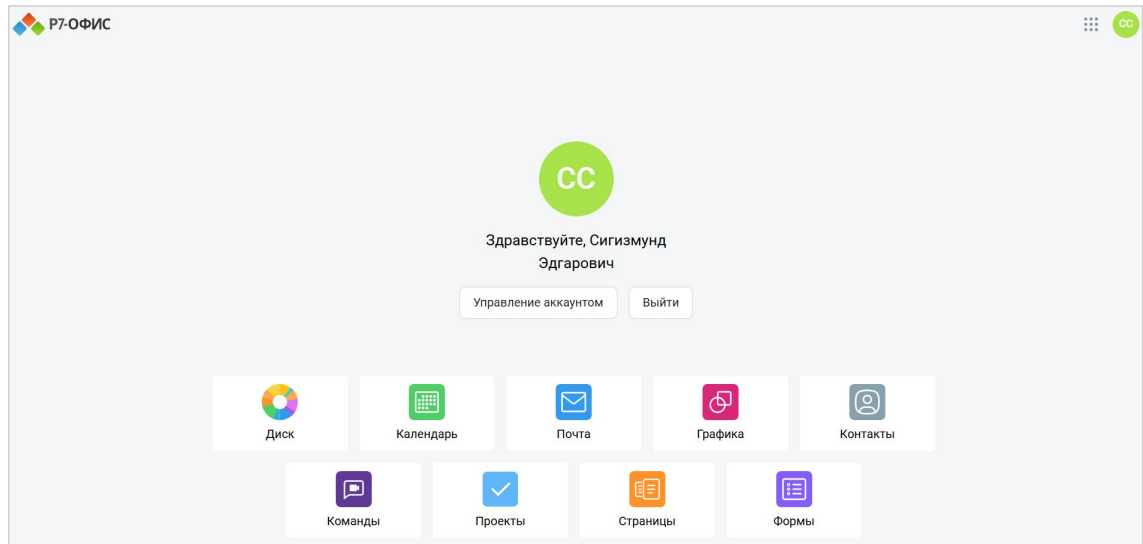 Р7-ОФИС
СС
СС
Здравствуйте, Сигизмунд
Эдгарович
Управление аккаунтом Выйти
Диск Календарь Почта Графика Контакты
Команды Проекты Страницы Формы